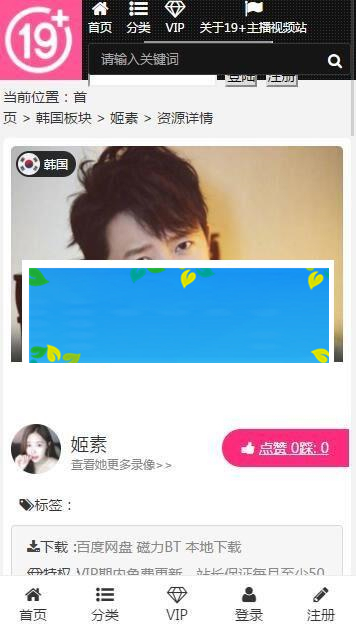 19+
首页 分类 VIP 关于19+主播视频站
请输入关键词
登陆 注册
当前位置：首
页 > 韩国板块 > 姬素 > 资源详情
韩国
姬素
查看她更多录像>>
点赞 0踩: 0
标签：
下载：百度网盘 磁力BT 本地下载
特权：VIP期内免费更新，站长保证每月至少50
首页 分类 VIP 登录 注册